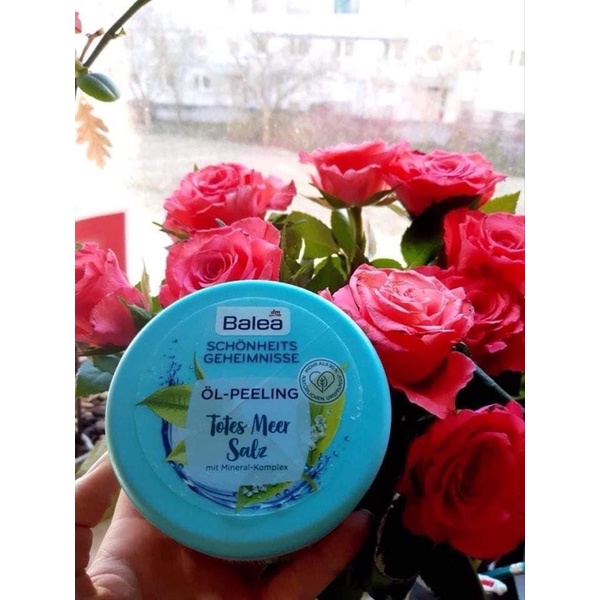 dm
Balea
SCHÖNHEITS
GEHEIMNISSE
ÖL-PEELING
Totes Meer
Salz
mit Mineral-Komplex